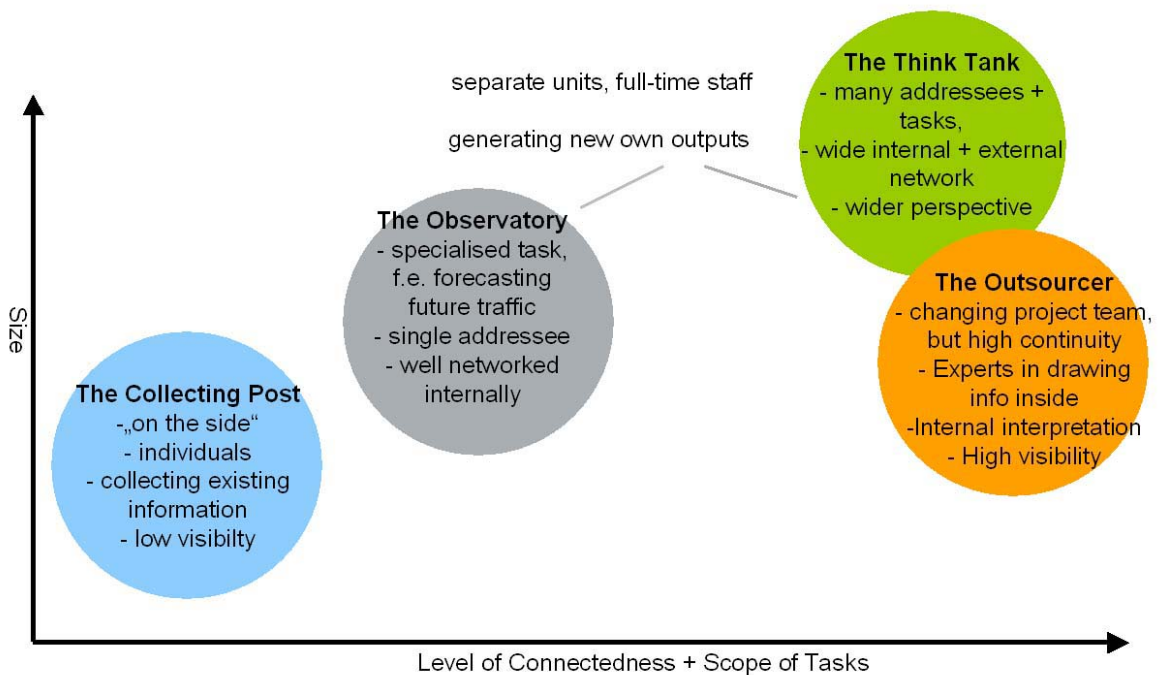 separate units, full-time staff
generating new own outputs
The Think Tank
- many addressees +
tasks,
- wide internal + external
network
- wider perspective
The Observatory
- specialised task,
f.e. forecasting
future traffic
- single addressee
- well networked
internally
The Outsourcer
- changing project team,
but high continuity
- Experts in drawing
info inside
-Internal interpretation
- High visibility
The Collecting Post
-„on the side“
- individuals
- collecting existing
information
- low visibilty
Size
Level of Connectedness + Scope of Tasks